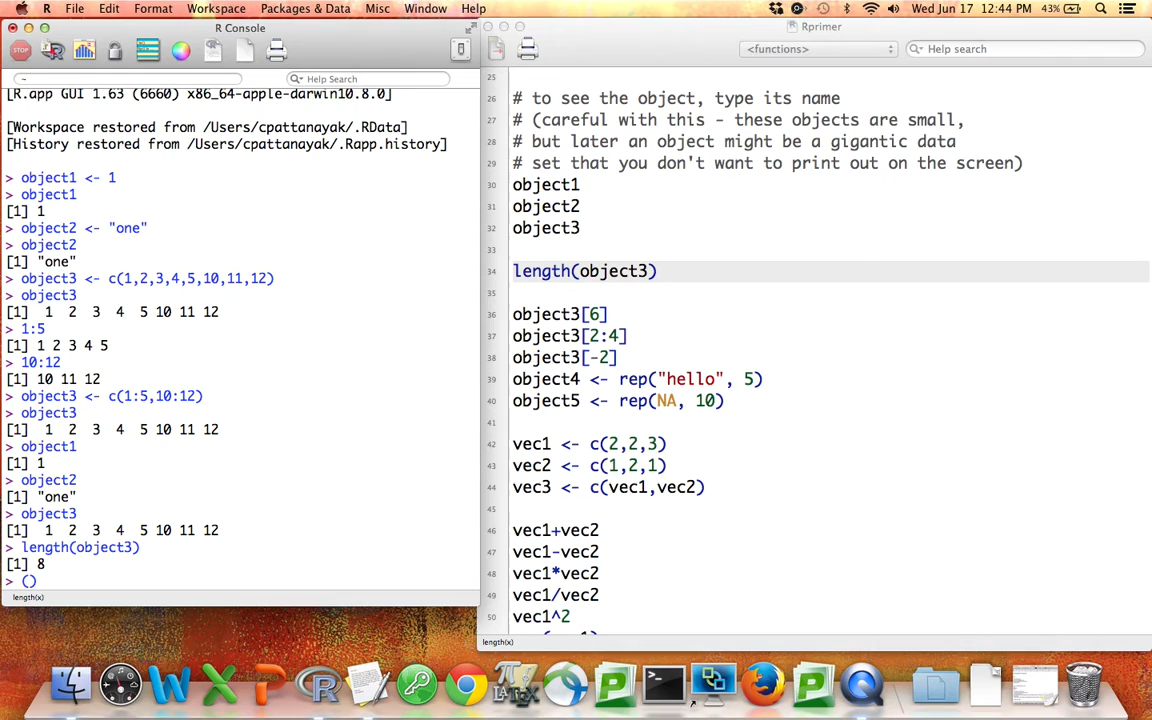 R File Edit Format Workspace Packages & Data Misc Window Help Wed Jun 17 12:44 PM 43%
R Console
STOP
~
Help Search
[R.app GUI 1.63 (6660) x86_64-apple-darwin10.8.0]
[Workspace restored from /Users/cpattanayak/.RData]
[History restored from /Users/cpattanayak/.Rapp.history]
> object1 <- 1
> object1
[1] 1
> object2 <- "one"
> object2
[1] "one"
> object3 <- c(1,2,3,4,5,10,11,12)
> object3
[1] 1 2 3 4 5 10 11 12
> 1:5
[1] 1 2 3 4 5
> 10:12
[1] 10 11 12
> object3 <- c(1:5,10:12)
> object3
[1] 1 2 3 4 5 10 11 12
> object1
[1] 1
> object2
[1] "one"
> object3
[1] 1 2 3 4 5 10 11 12
> length(object3)
[1] 8
> ()
length(x)
Rprimer
<functions>
Help search
25
26 # to see the object, type its name
27 # (careful with this - these objects are small,
28 # but later an object might be a gigantic data
29 # set that you don't want to print out on the screen)
30 object1
31 object2
32 object3
33
34 length(object3)
35
36 object3[6]
37 object3[2:4]
38 object3[-2]
39 object4 <- rep("hello", 5)
40 object5 <- rep(NA, 10)
41
42 vec1 <- c(2,2,3)
43 vec2 <- c(1,2,1)
44 vec3 <- c(vec1,vec2)
45
46 vec1+vec2
47 vec1-vec2
48 vec1*vec2
49 vec1/vec2
50 vec1^2
length(x)